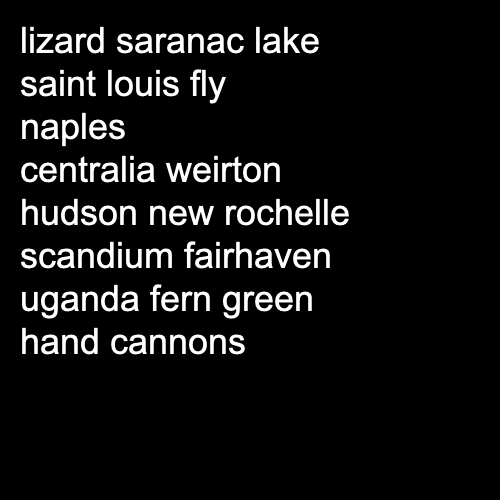 lizard saranac lake
saint louis fly
naples
centralia weirton
hudson new rochelle
scandium fairhaven
uganda fern green
hand cannons